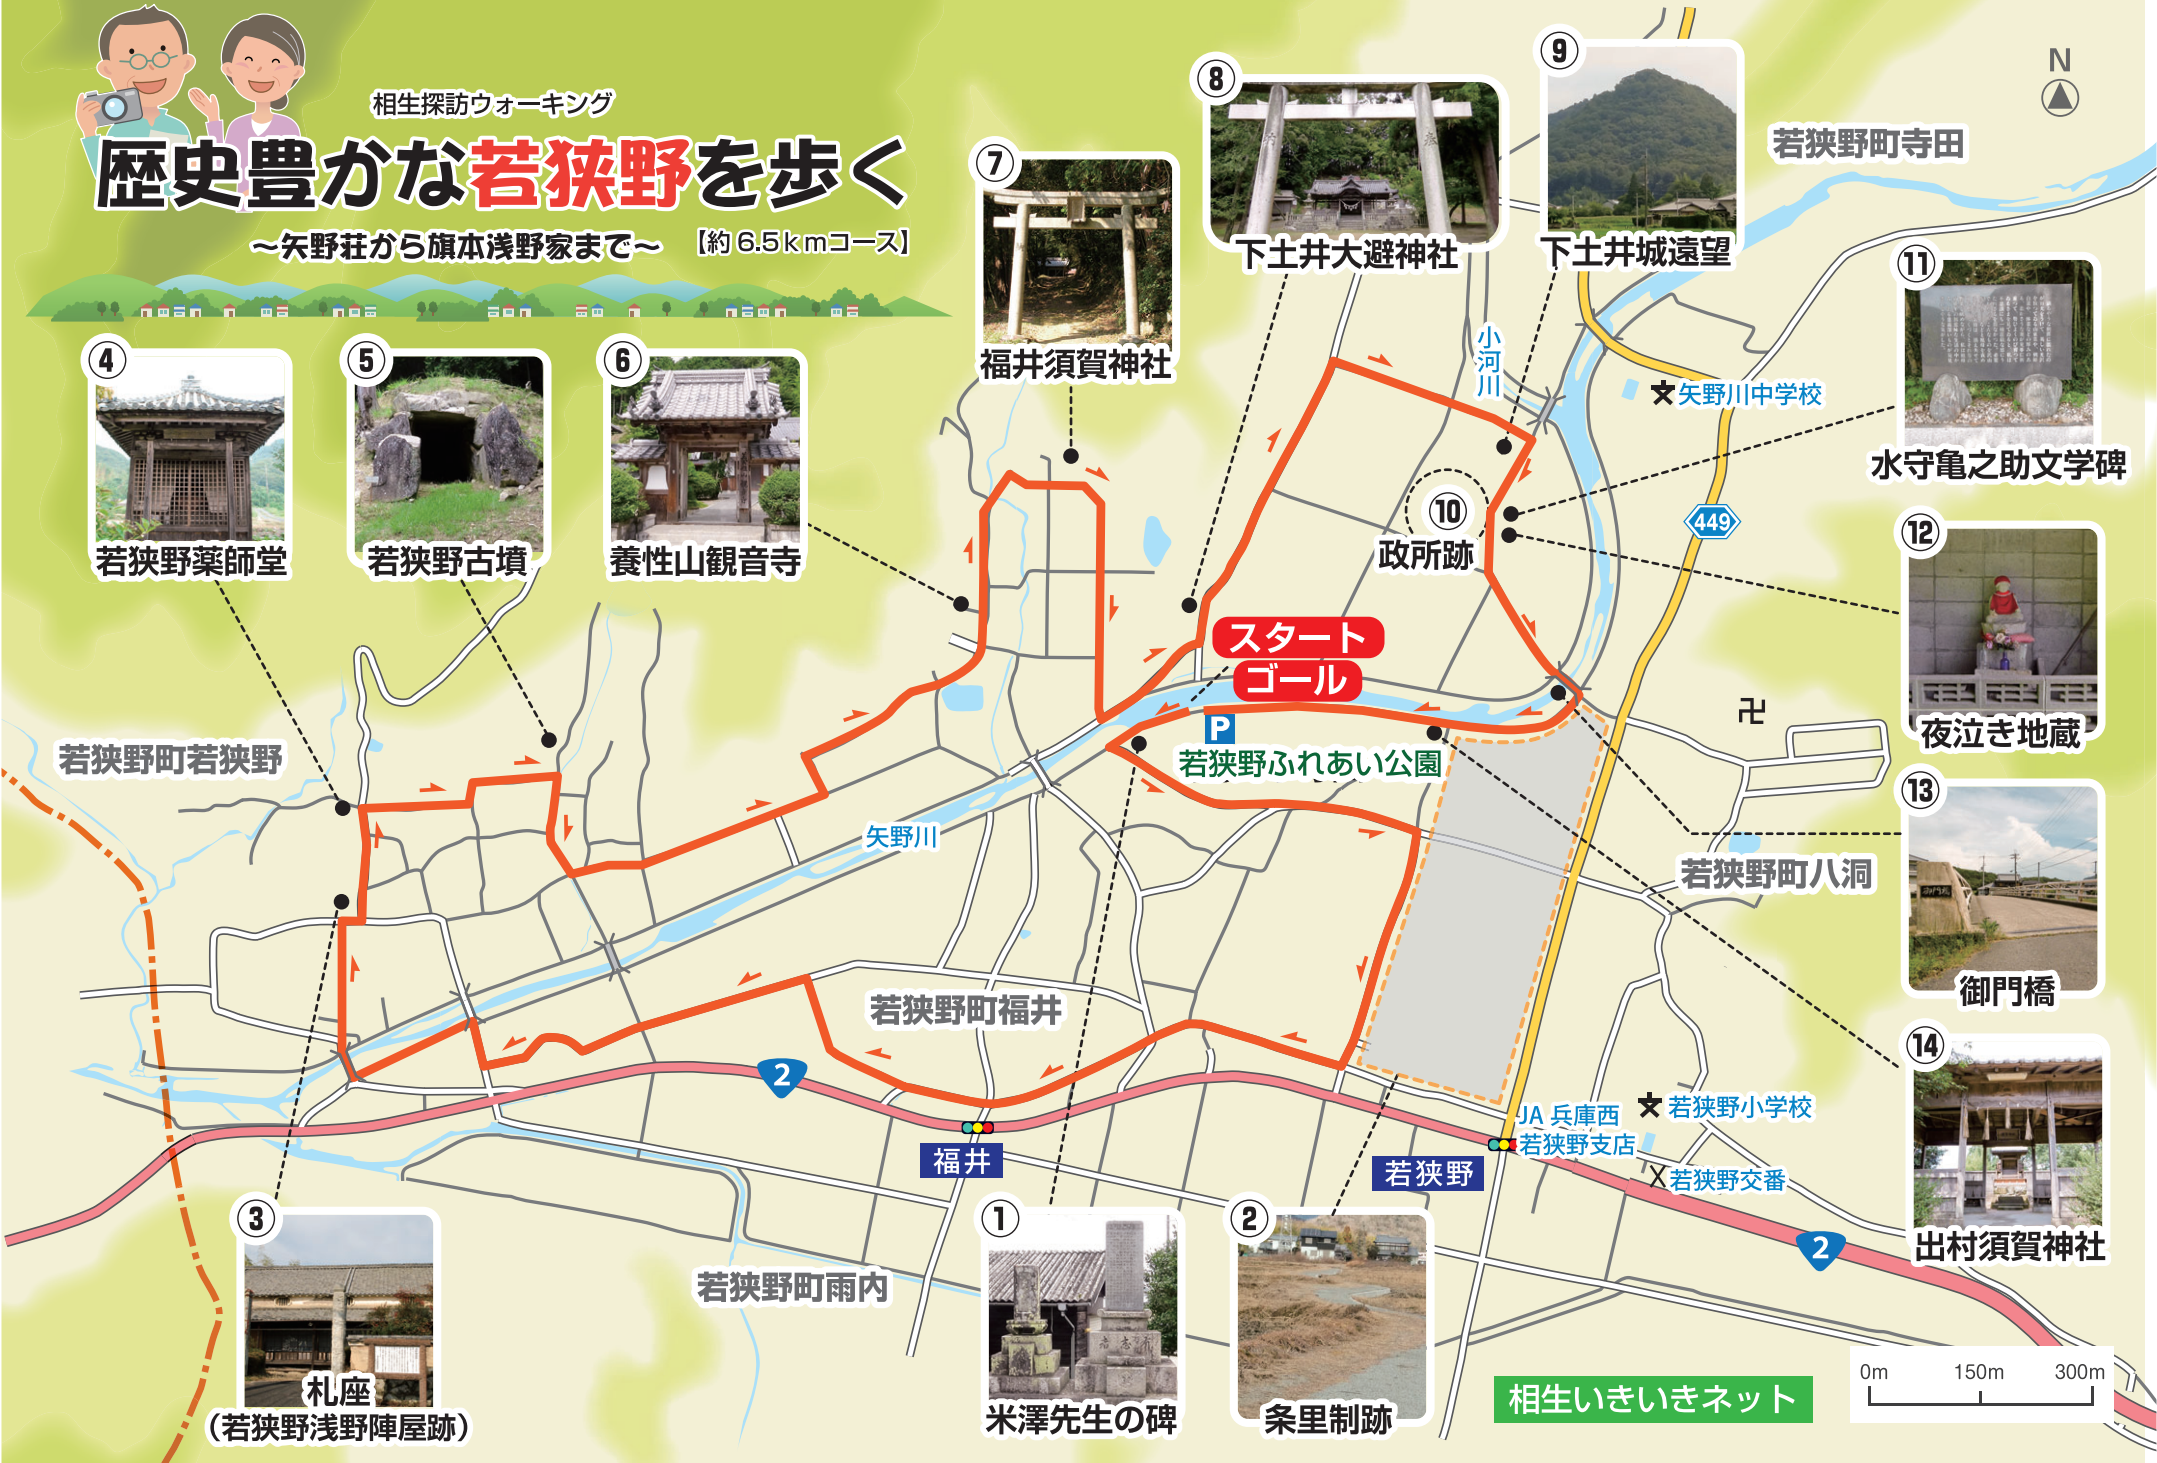 相生探訪ウォーキング
歴史豊かな若狭野を歩く
～矢野荘から旗本浅野家まで～
【約6.5kmコース】
N
若狭野町寺田
④
若狭野薬師堂
⑤
若狭野古墳
⑥
養性山観音寺
⑦
福井須賀神社
⑧
下土井大避神社
⑨
下土井城遠望
小河川
矢野川中学校
⑪
水守亀之助文学碑
⑩
政所跡
449
⑫
夜泣き地蔵
スタート
ゴール
P
若狭野ふれあい公園
卍
若狭野町若狭野
矢野川
若狭野町八洞
⑬
御門橋
若狭野町福井
2
⑭
出村須賀神社
JA 兵庫西
若狭野支店
若狭野小学校
若狭野交番
福井
若狭野
2
③
札座
（若狭野浅野陣屋跡）
若狭野町雨内
①
米澤先生の碑
②
条里制跡
相生いきいきネット
0m 150m 300m